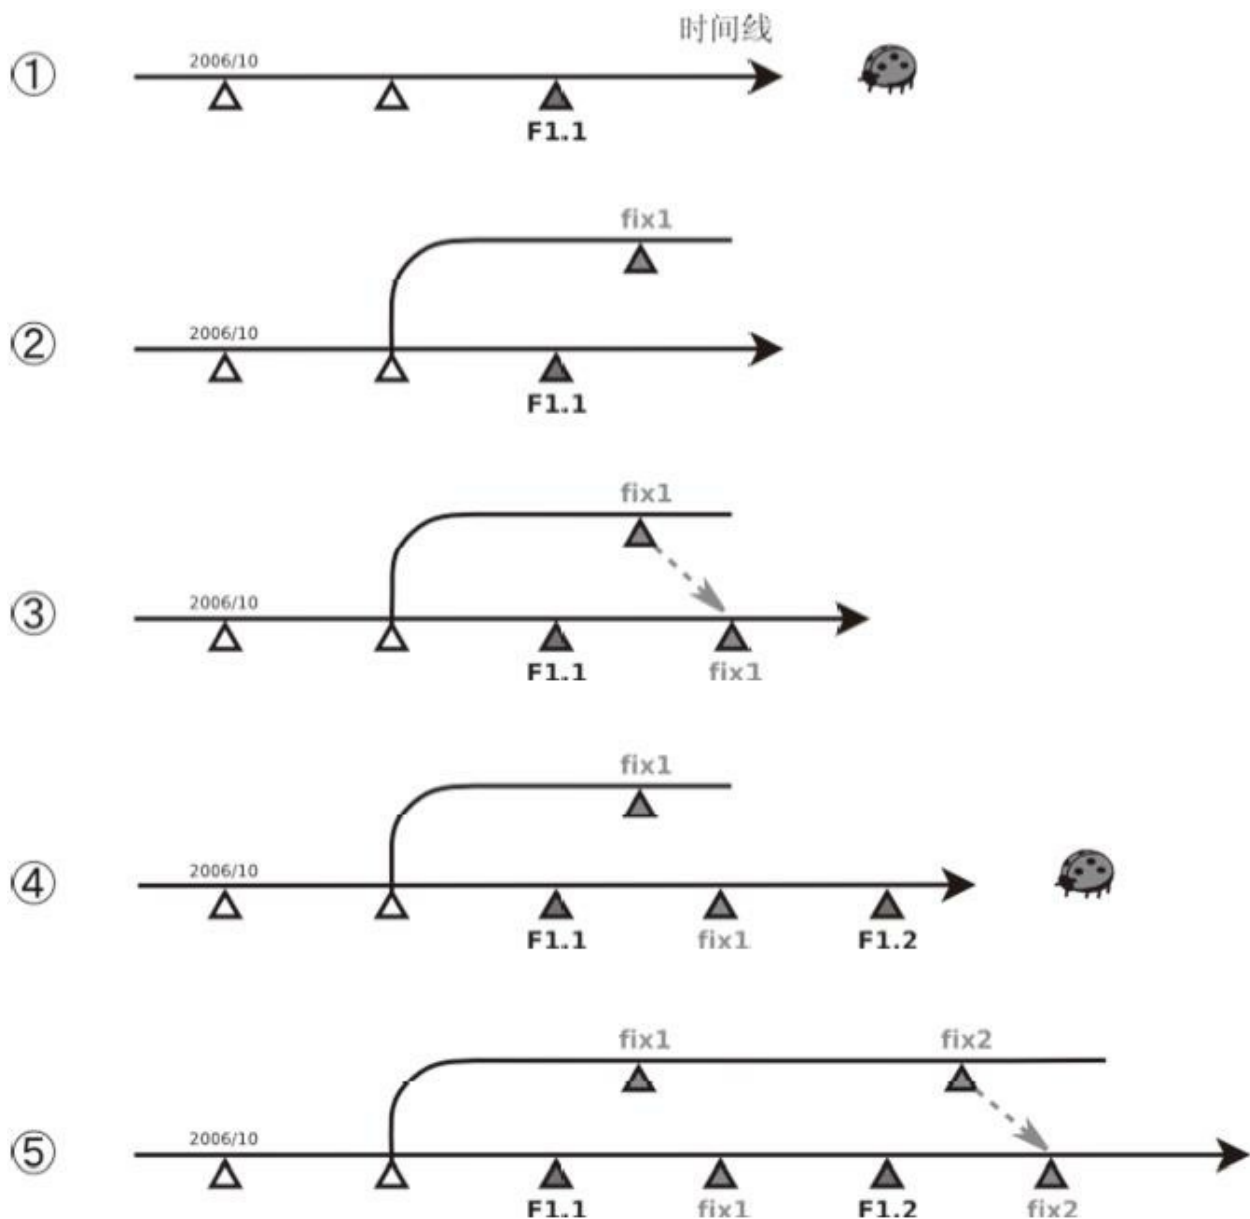 时间线
① 2006/10
F1.1
fix1
② 2006/10
F1.1
fix1
③ 2006/10
F1.1 fix1
fix1
④ 2006/10
F1.1 fix1 F1.2
fix1 fix2
⑤ 2006/10
F1.1 fix1 F1.2 fix2